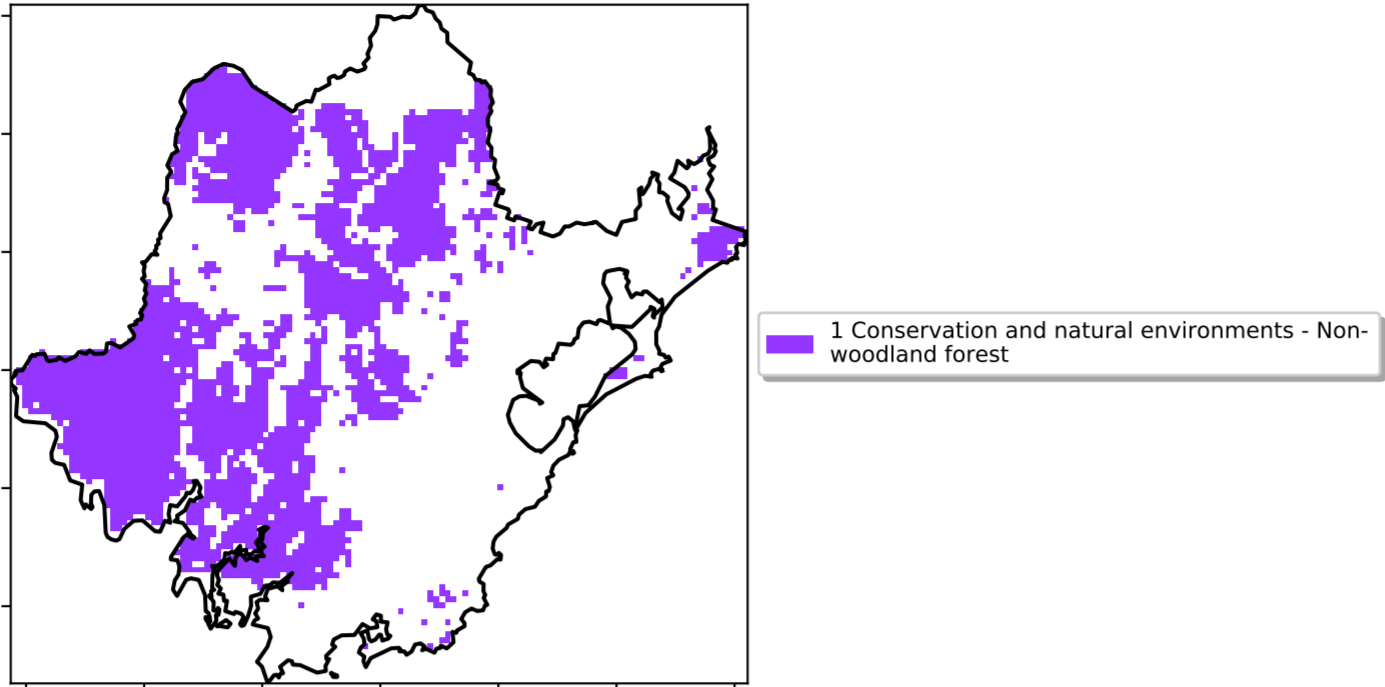 1 Conservation and natural environments - Non-
woodland forest